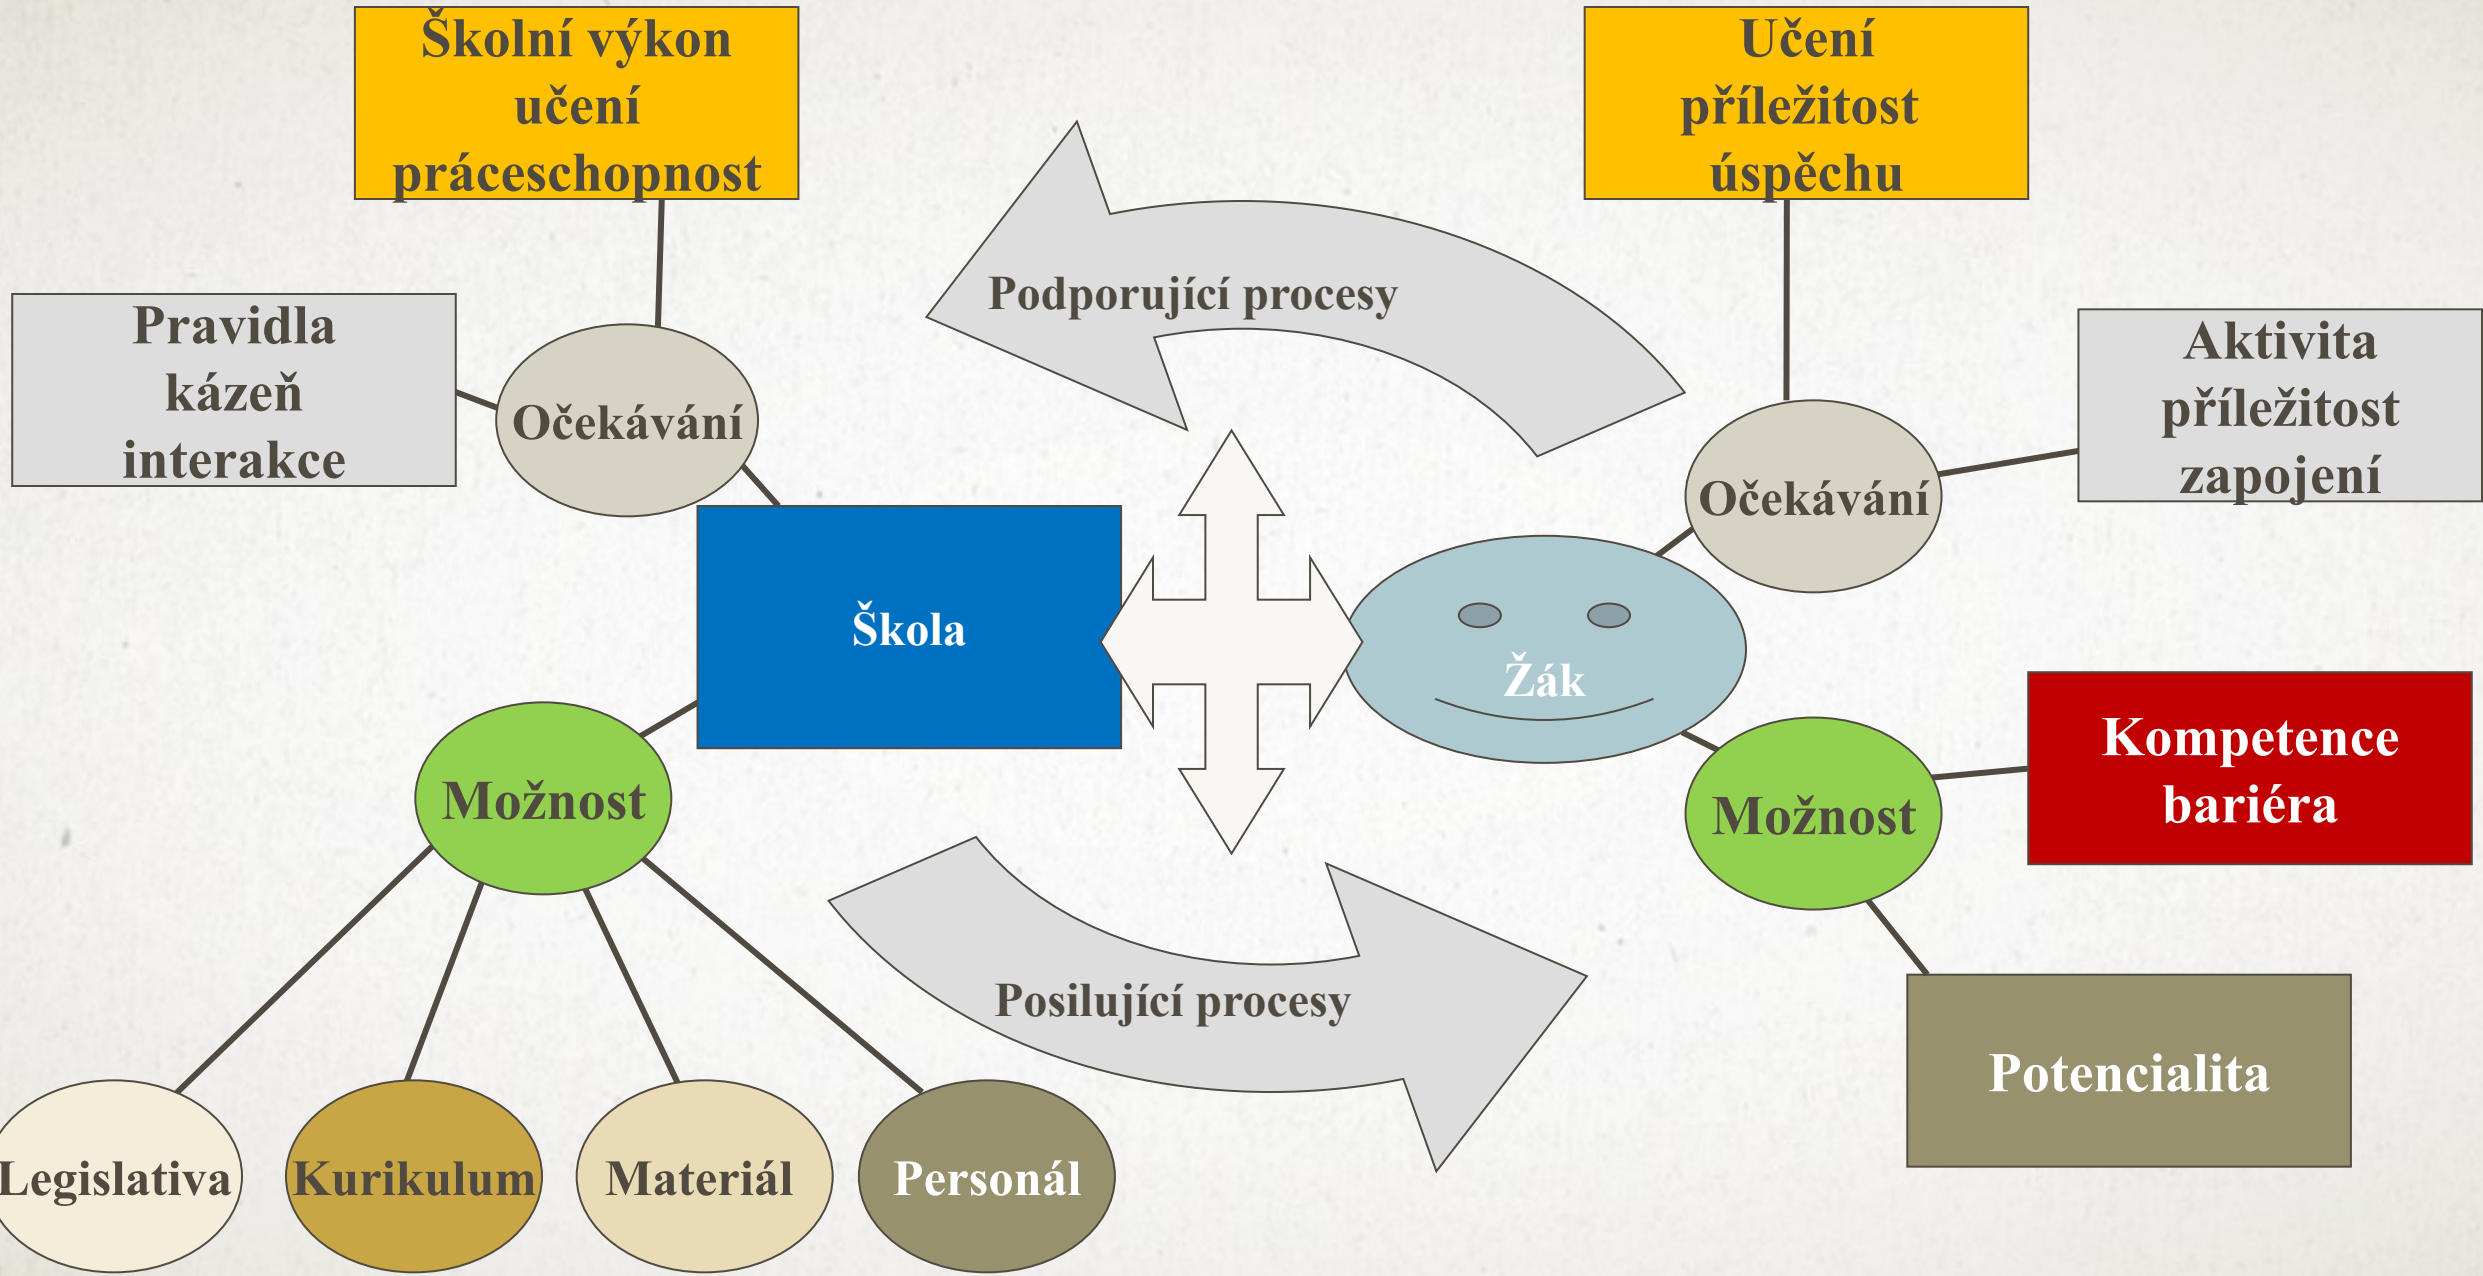 Školní výkon
učení
práceschopnost
Učení
příležitost
úspěchu
Podporující procesy
Pravidla
kázeň
interakce
Očekávání
Aktivita
příležitost
zapojení
Očekávání
Škola
Žák
Kompetence
bariéra
Možnost
Možnost
Posilující procesy
Potencialita
Legislativa
Kurikulum
Materiál
Personál